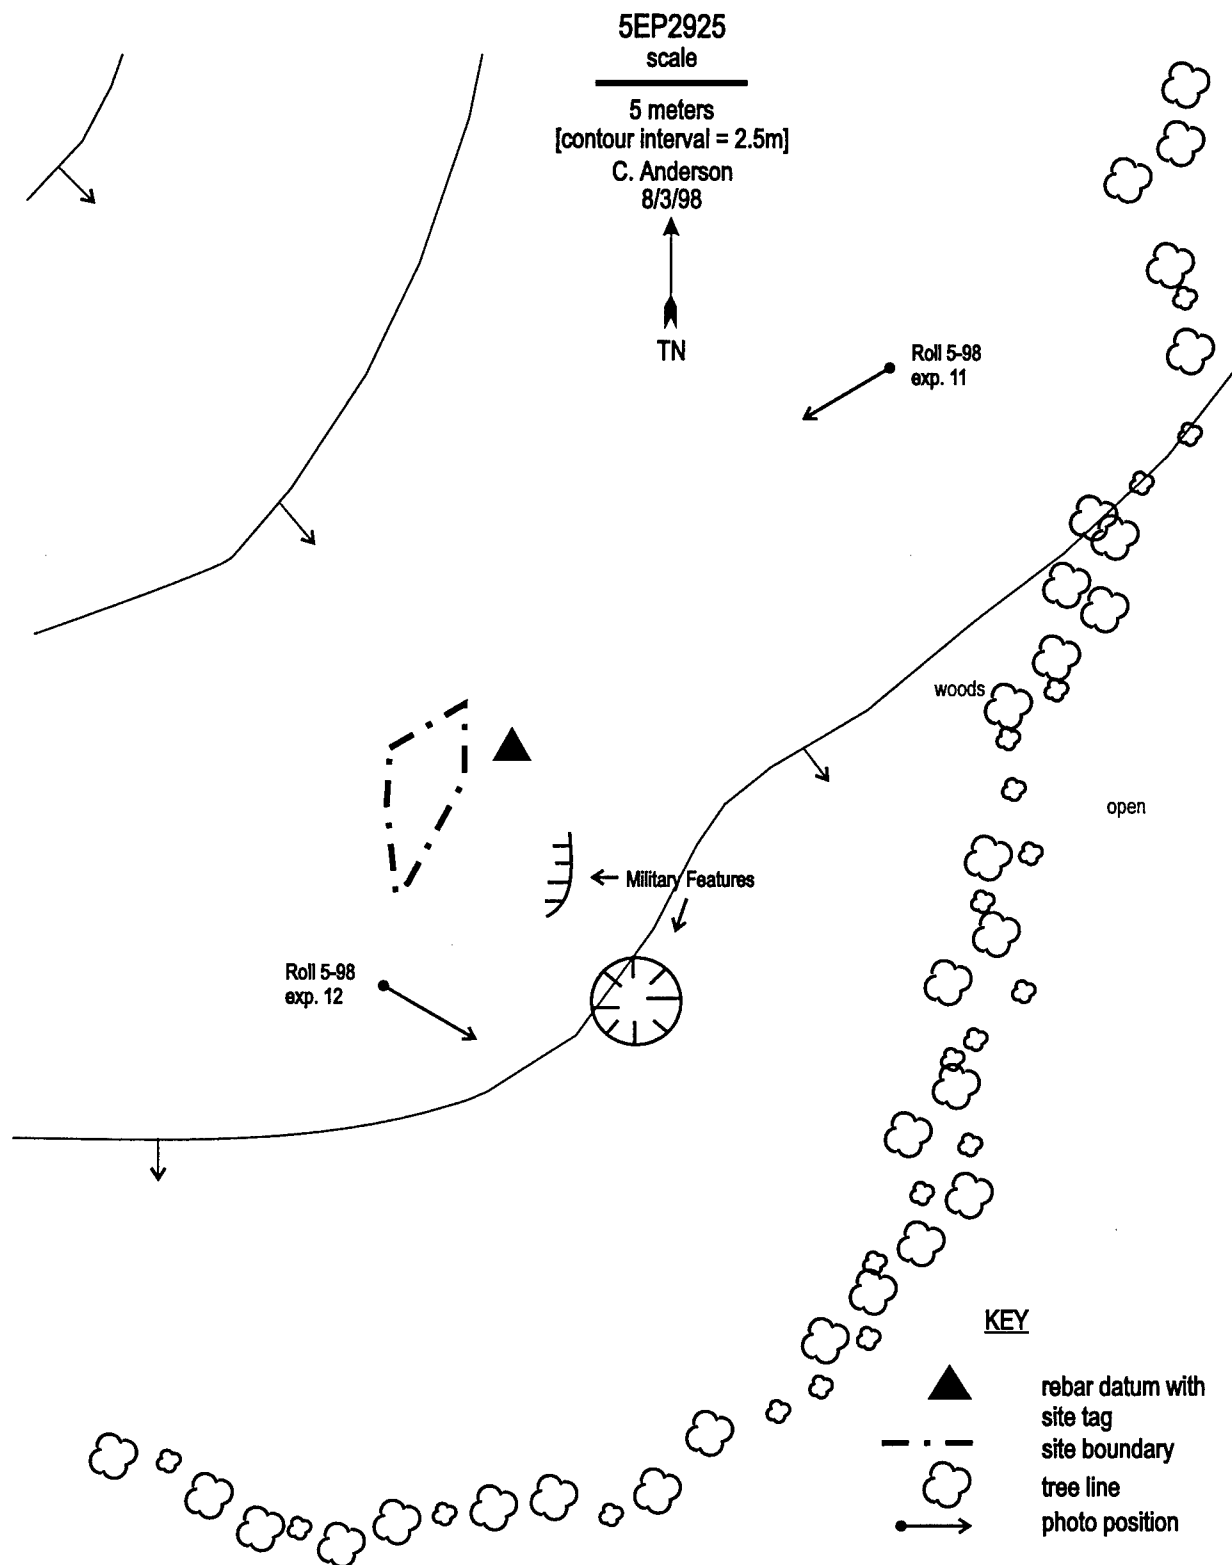 5EP2925
scale
5 meters
[contour interval = 2.5m]
C. Anderson
8/3/98
TN
Roll 5-98
exp. 11
woods
open
Military Features
Roll 5-98
exp. 12
KEY
rebar datum with
site tag
site boundary
tree line
photo position